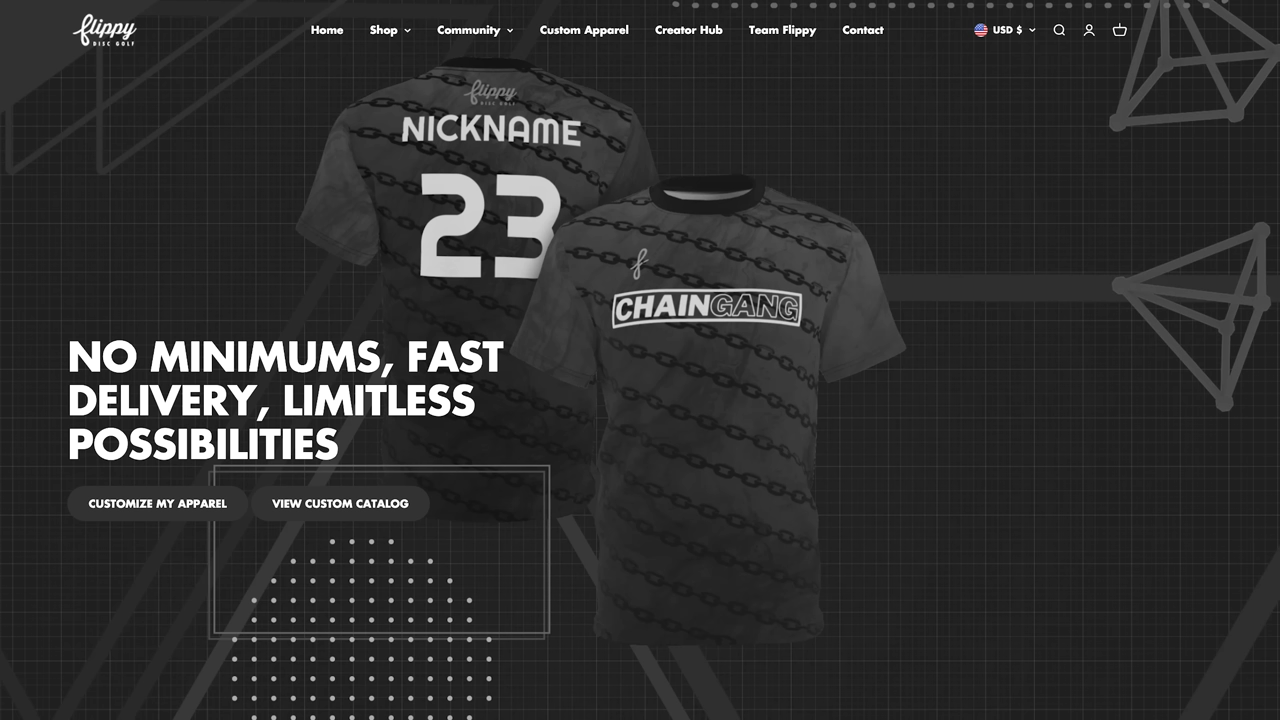 flippy
DISC GOLF
Home Shop Community Custom Apparel Creator Hub Team Flippy Contact
USD $
flippy
DISC GOLF
NICKNAME
23
f
CHAINGANG
NO MINIMUMS, FAST
DELIVERY, LIMITLESS
POSSIBILITIES
CUSTOMIZE MY APPAREL
VIEW CUSTOM CATALOG